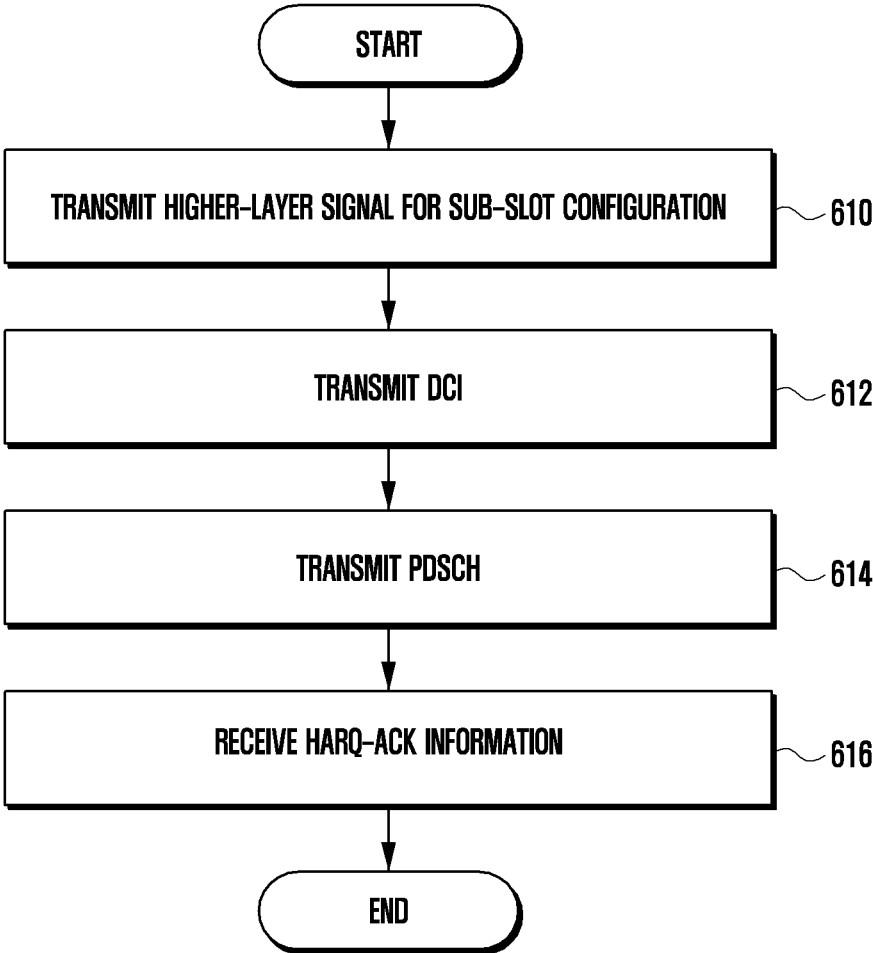 START
TRANSMIT HIGHER-LAYER SIGNAL FOR SUB-SLOT CONFIGURATION
610
TRANSMIT DCI
612
TRANSMIT PDSCH
614
RECEIVE HARQ-ACK INFORMATION
616
END